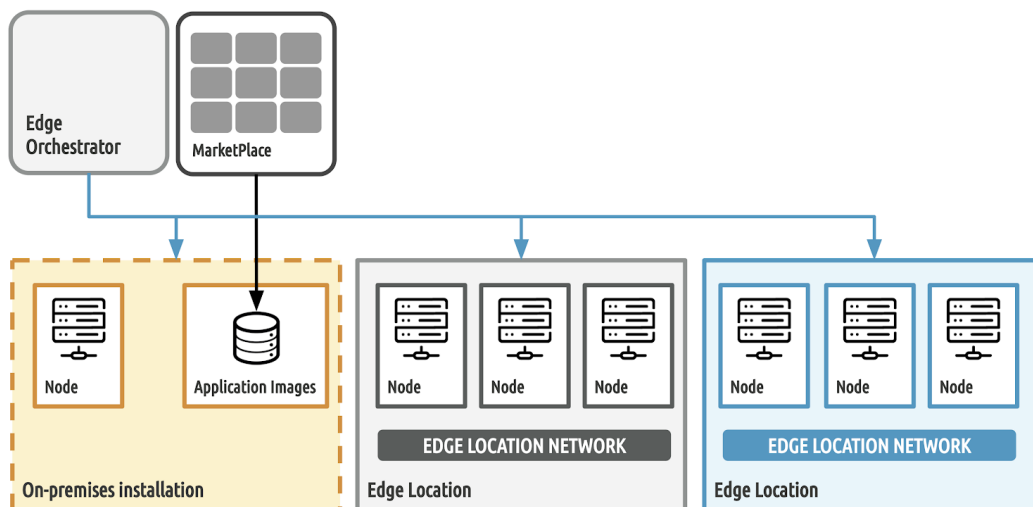 Edge
Orchestrator
MarketPlace
Node
Application Images
On-premises installation
Node
Node
Node
EDGE LOCATION NETWORK
Edge Location
Node
Node
Node
EDGE LOCATION NETWORK
Edge Location